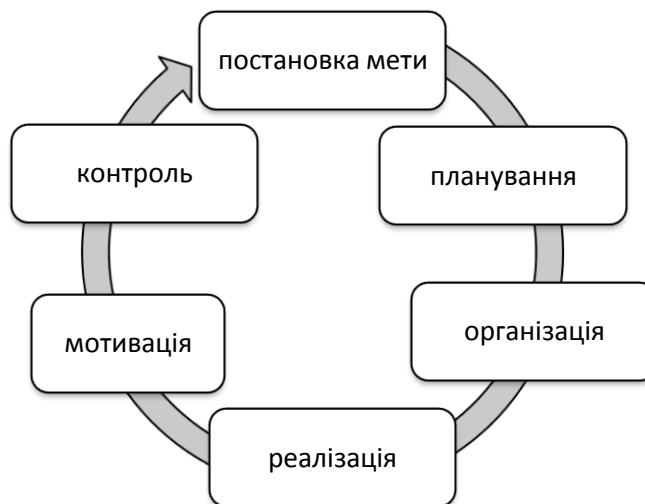 постановка мети
планування
організація
реалізація
мотивація
контроль